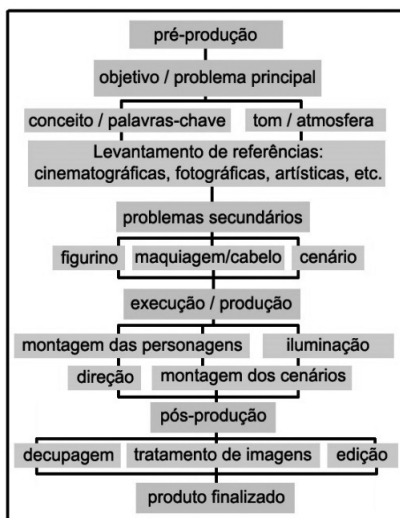 pré-produção
objetivo / problema principal
conceito / palavras-chave
tom / atmosfera
Levantamento de referências:
cinematográficas, fotográficas, artísticas, etc.
problemas secundários
figurino
maquiagem/cabelo
cenário
execução / produção
montagem das personagens
iluminação
direção
montagem dos cenários
pós-produção
decupagem
tratamento de imagens
edição
produto finalizado